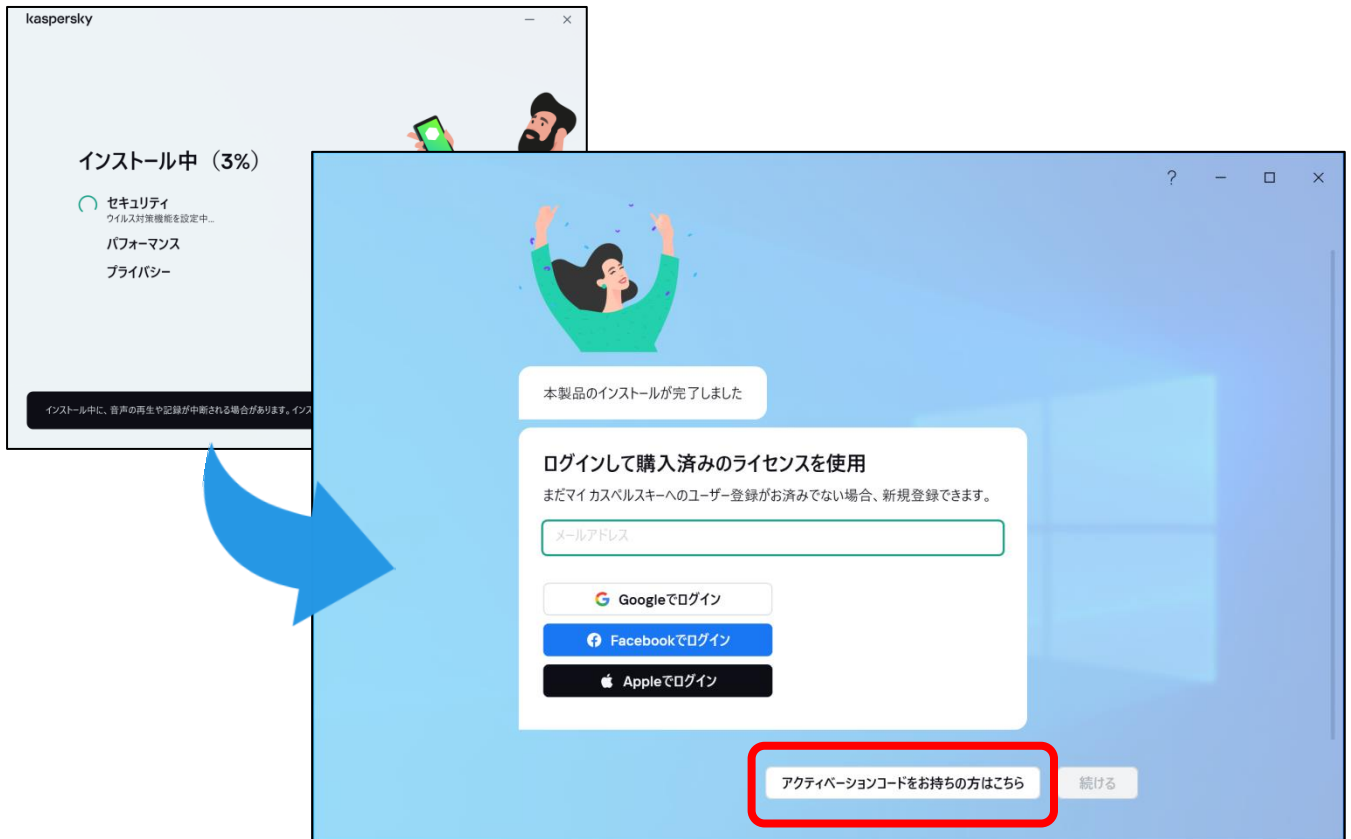 kaspersky
インストール中（3%）
セキュリティ
ウイルス対策機能を設定中...
パフォーマンス
プライバシー
インストール中に、音声の再生や記録が中断される場合があります。インス
本製品のインストールが完了しました
ログインして購入済みのライセンスを使用
まだマイ カスペルスキーへのユーザー登録がお済みでない場合、新規登録できます。
メールアドレス
Googleでログイン
Facebookでログイン
Appleでログイン
アクティベーションコードをお持ちの方はこちら
続ける